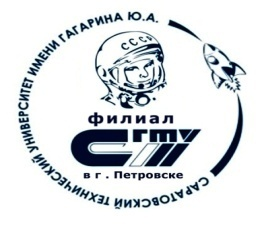 САРАТОВСКИЙ ТЕХНИЧЕСКИЙ УНИВЕРСИТЕТ ИМЕНИ ГАГАРИНА Ю.А.
СССР
филиал
СГТУ
в г. Петровске